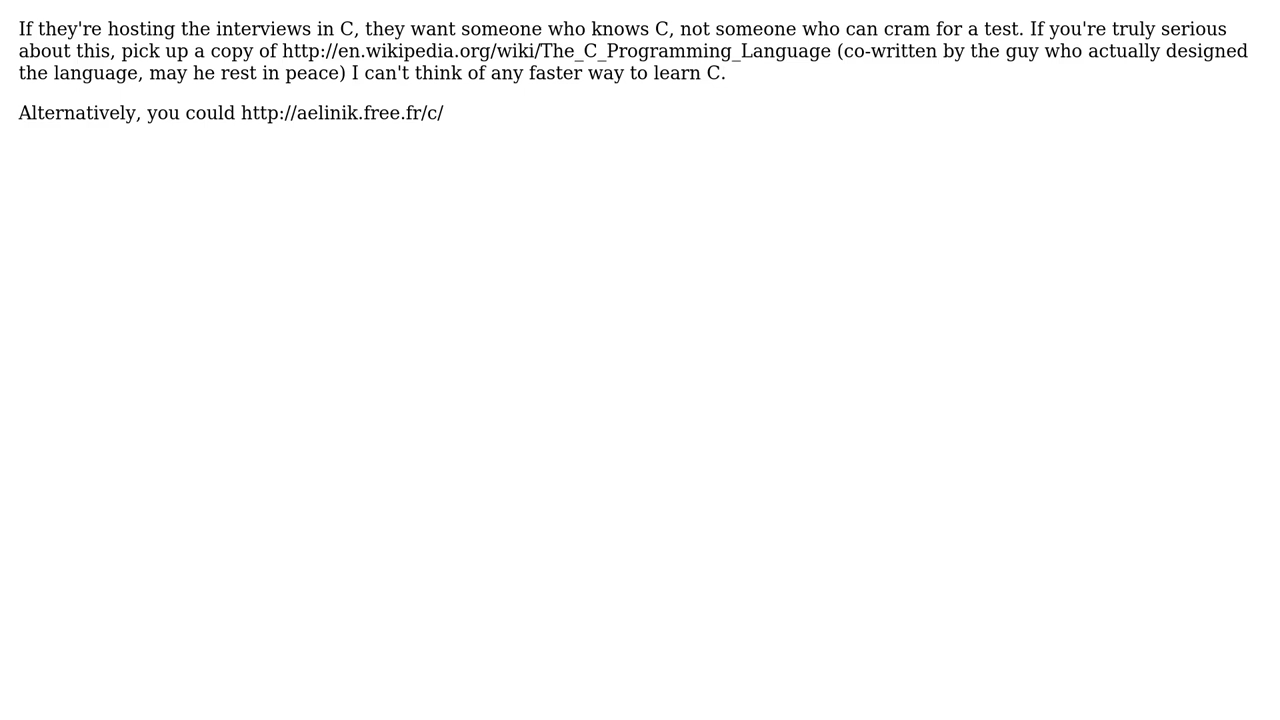 If they're hosting the interviews in C, they want someone who knows C, not someone who can cram for a test. If you're truly serious
about this, pick up a copy of http://en.wikipedia.org/wiki/The_C_Programming_Language (co-written by the guy who actually designed
the language, may he rest in peace) I can't think of any faster way to learn C.
Alternatively, you could http://aelinik.free.fr/c/